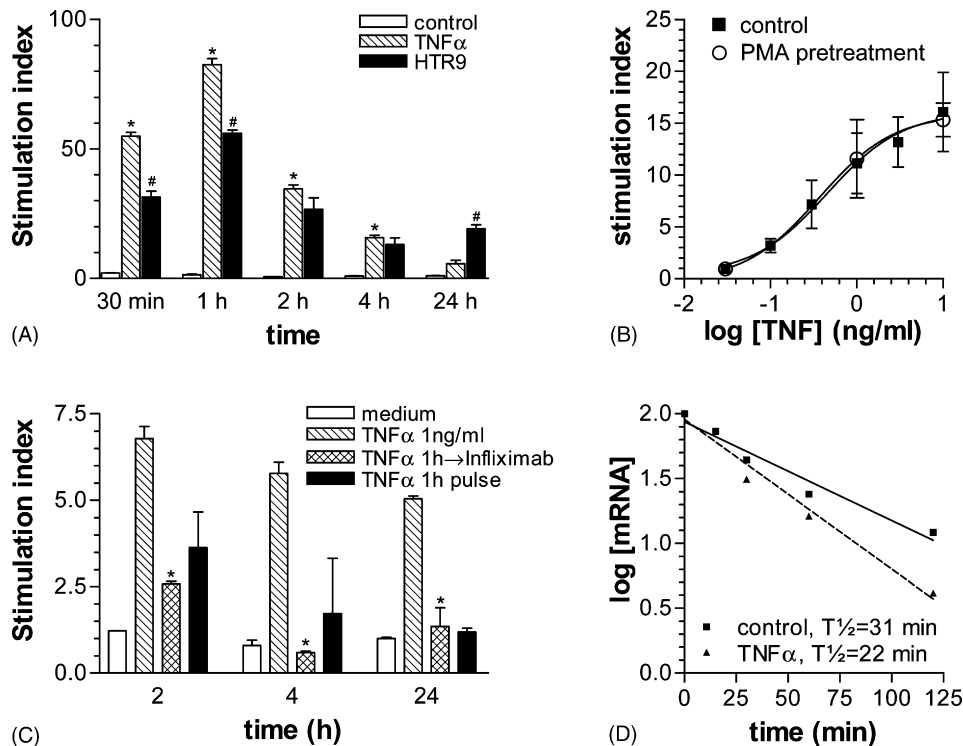 control
TNFα
HTR9
100
50
0
Stimulation index
* # * # * * #
30 min 1 h 2 h 4 h 24 h
time
(A)
control
PMA pretreatment
25
20
15
10
5
0
stimulation index
-2 -1 0 1
log [TNF] (ng/ml)
(B)
medium
TNFα 1ng/ml
TNFα 1h→Infliximab
TNFα 1h pulse
7.5
5.0
2.5
0.0
Stimulation index
* * *
2 4 24
time (h)
(C)
2.0
1.5
1.0
0.5
0.0
log [mRNA]
control, T½=31 min
TNFα, T½=22 min
0 25 50 75 100 125
time (min)
(D)